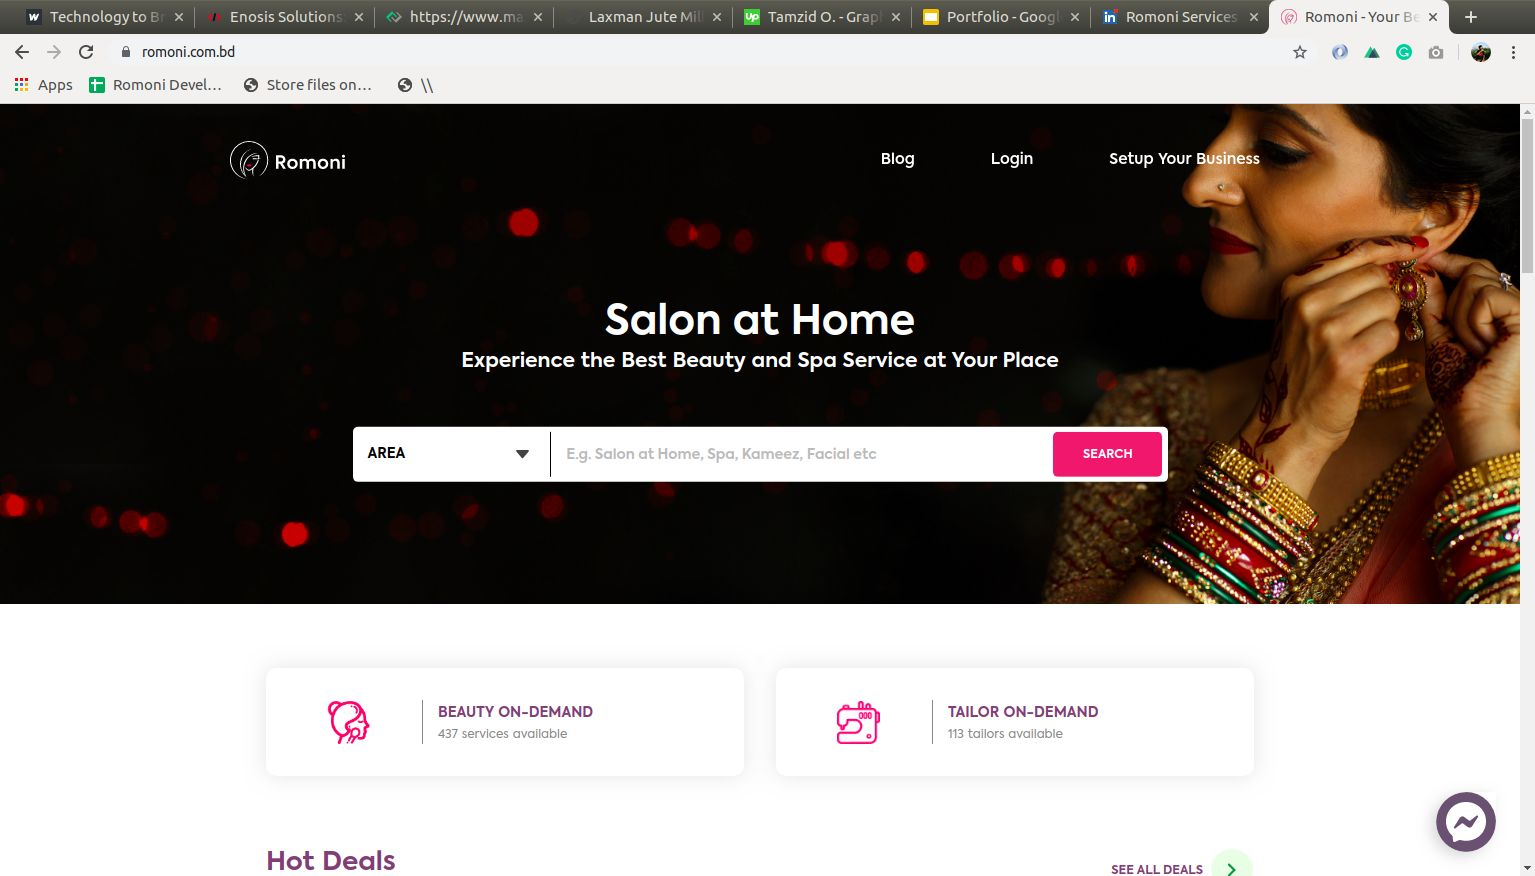 Technology to Br
Enosis Solutions
https://www.ma
Laxman Jute Mil
Tamzid O. - Grap
Portfolio - Googl
Romoni Services
Romoni - Your Be
romoni.com.bd
Apps
Romoni Devel...
Store files on...
\\
Romoni
Blog
Login
Setup Your Business
Salon at Home
Experience the Best Beauty and Spa Service at Your Place
AREA
E.g. Salon at Home, Spa, Kameez, Facial etc
SEARCH
BEAUTY ON-DEMAND
437 services available
TAILOR ON-DEMAND
113 tailors available
Hot Deals
SEE ALL DEALS